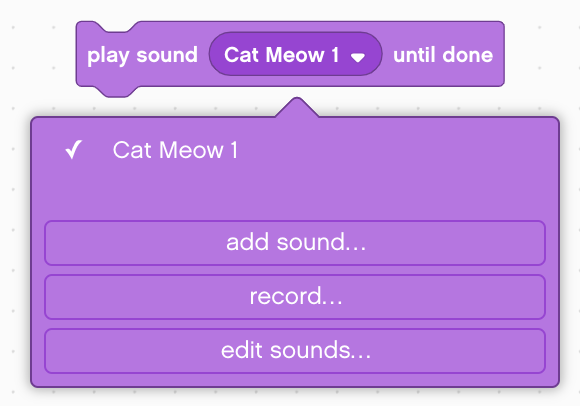 play sound Cat Meow 1 until done
Cat Meow 1
add sound...
record...
edit sounds...